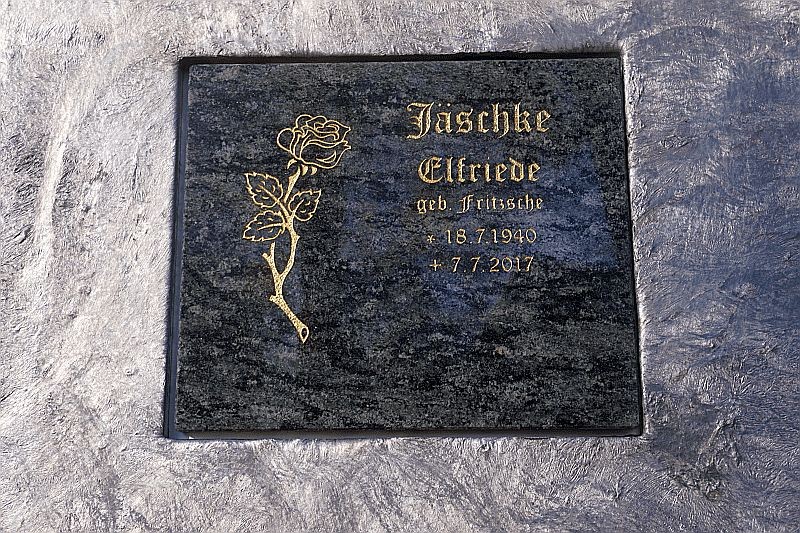 Jäschke
Elfriede
geb. Fritzsche
* 18.7.1940
+ 7.7.2017